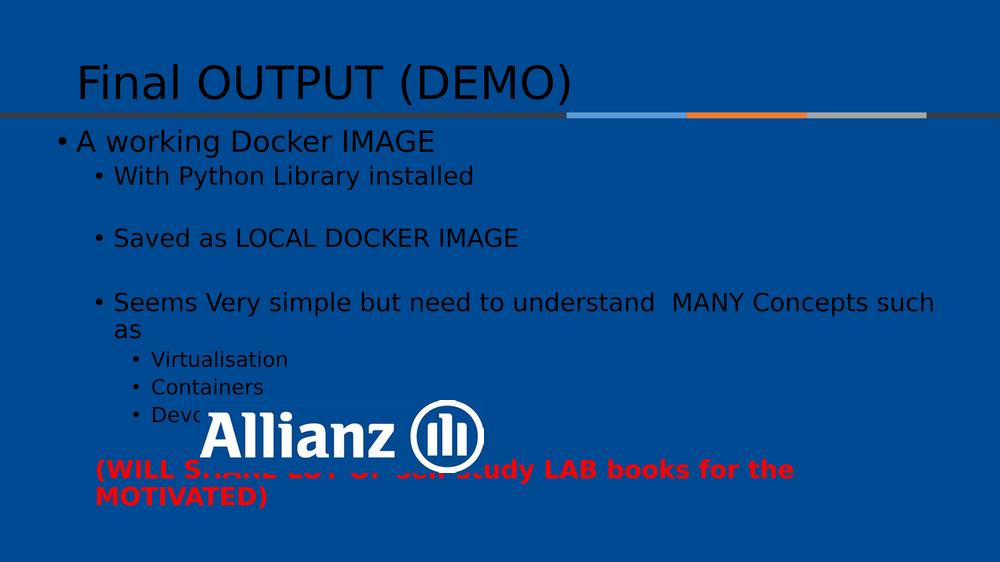 Final OUTPUT (DEMO)
• A working Docker IMAGE
• With Python Library installed
• Saved as LOCAL DOCKER IMAGE
• Seems Very simple but need to understand MANY Concepts such
as
• Virtualisation
• Containers
•
Allianz
(WILL study LAB books for the
MOTIVATED)